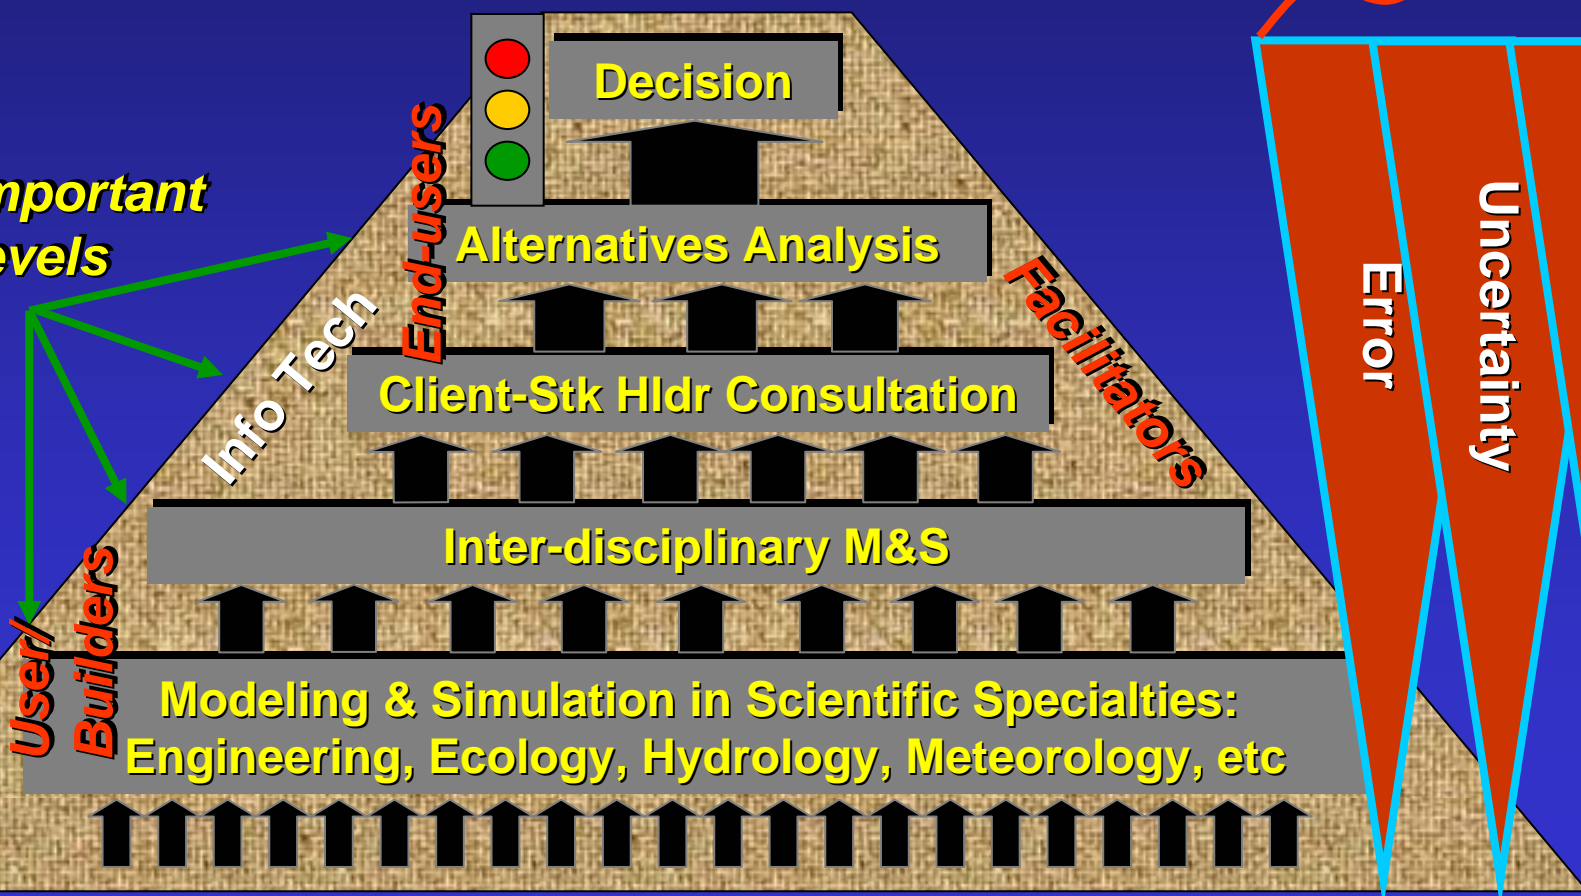 Decision
mportant
evels
End-users
Alternatives Analysis
Info Tech
Facilitators
Error
Uncertainty
Client-Stk Hldr Consultation
Inter-disciplinary M&S
User/
Builders
Modeling & Simulation in Scientific Specialties:
Engineering, Ecology, Hydrology, Meteorology, etc